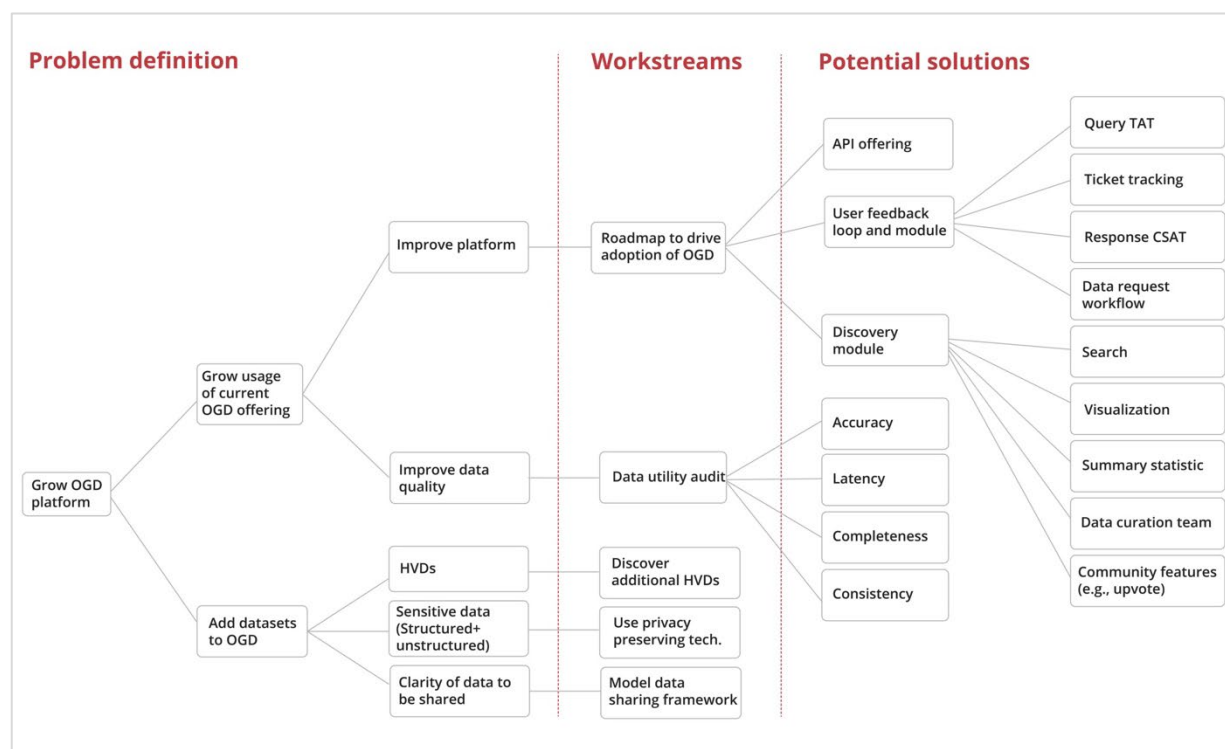 Problem definition
Workstreams
Potential solutions
Grow OGD
platform
Grow usage
of current
OGD offering
Add datasets
to OGD
Improve platform
Improve data
quality
HVDs
Sensitive data
(Structured+
unstructured)
Clarity of data to
be shared
Roadmap to drive
adoption of OGD
Data utility audit
Discover
additional HVDs
Use privacy
preserving tech.
Model data
sharing framework
API offering
User feedback
loop and module
Discovery
module
Accuracy
Latency
Completeness
Consistency
Query TAT
Ticket tracking
Response CSAT
Data request
workflow
Search
Visualization
Summary statistic
Data curation team
Community features
(e.g., upvote)